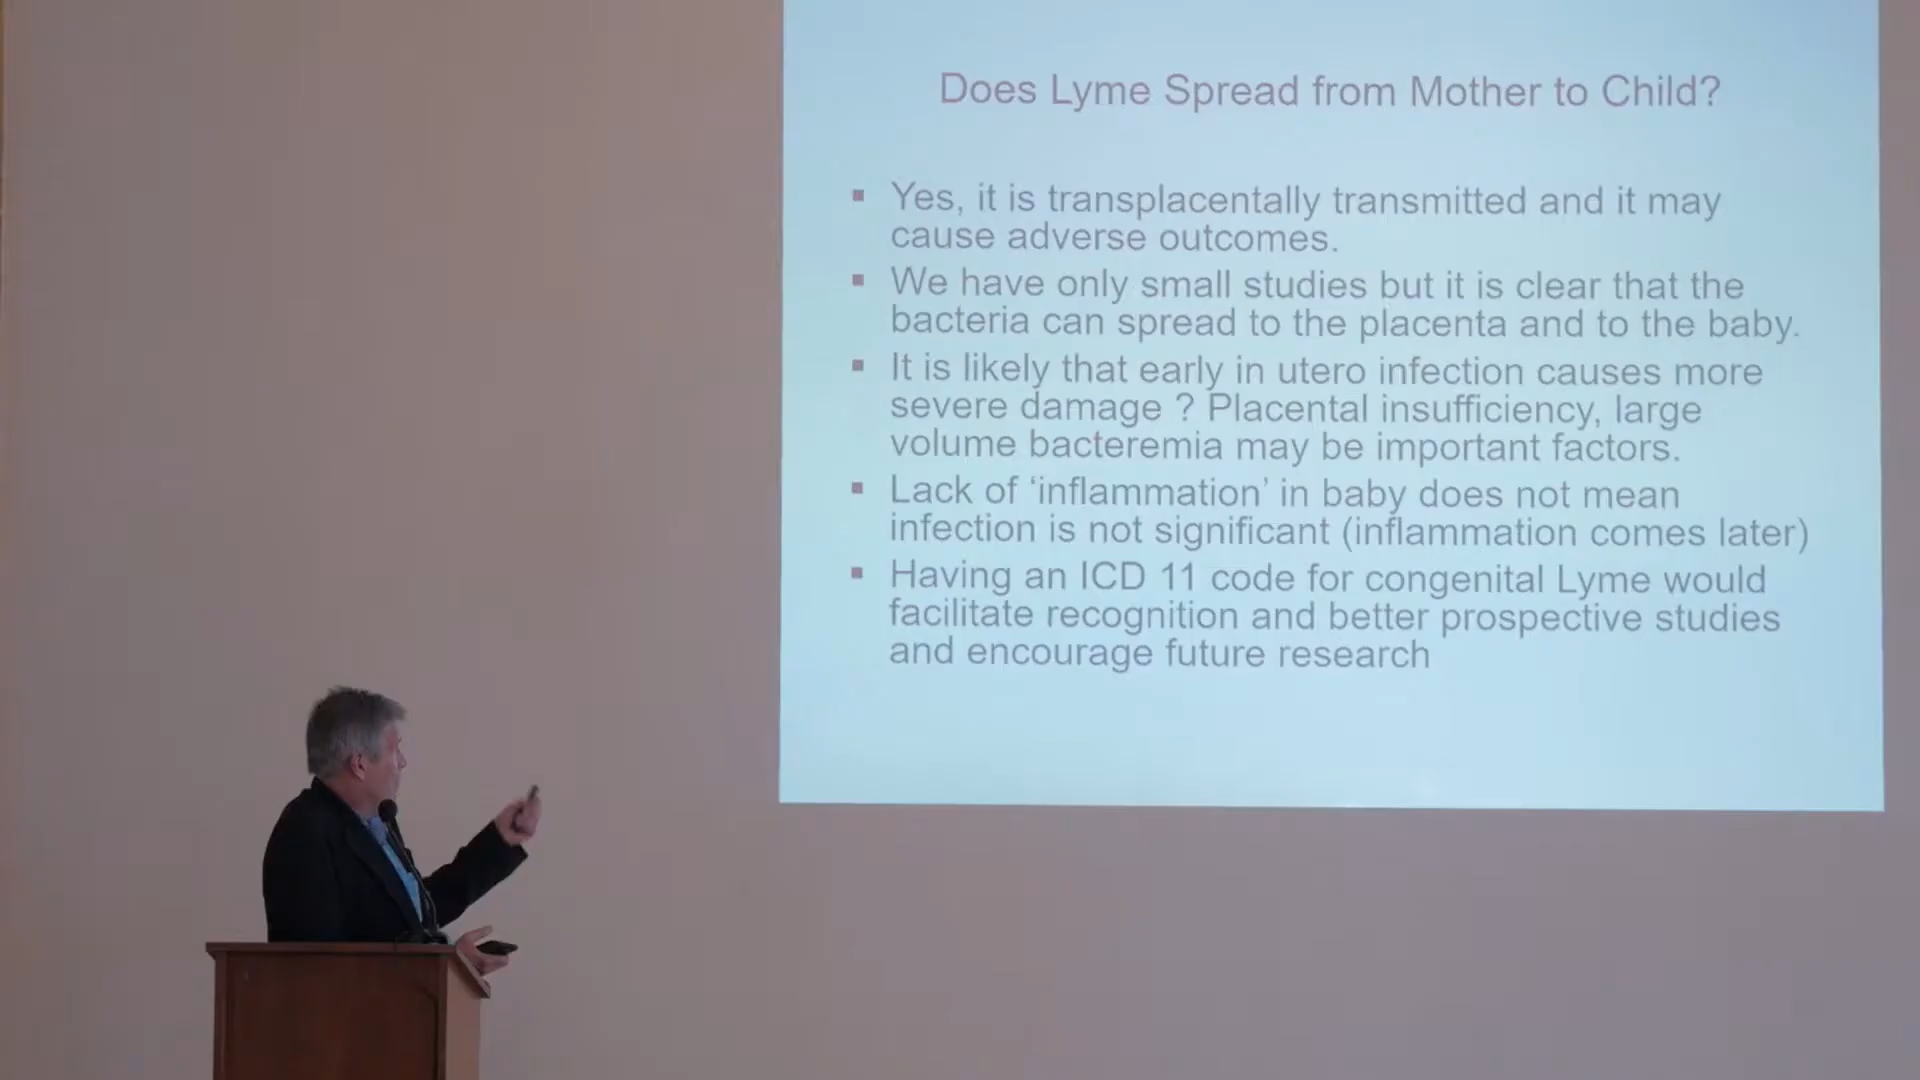 Does Lyme Spread from Mother to Child?
▪ Yes, it is transplacentally transmitted and it may
cause adverse outcomes.
▪ We have only small studies but it is clear that the
bacteria can spread to the placenta and to the baby.
▪ It is likely that early in utero infection causes more
severe damage ? Placental insufficiency, large
volume bacteremia may be important factors.
▪ Lack of ‘inflammation’ in baby does not mean
infection is not significant (inflammation comes later)
▪ Having an ICD 11 code for congenital Lyme would
facilitate recognition and better prospective studies
and encourage future research